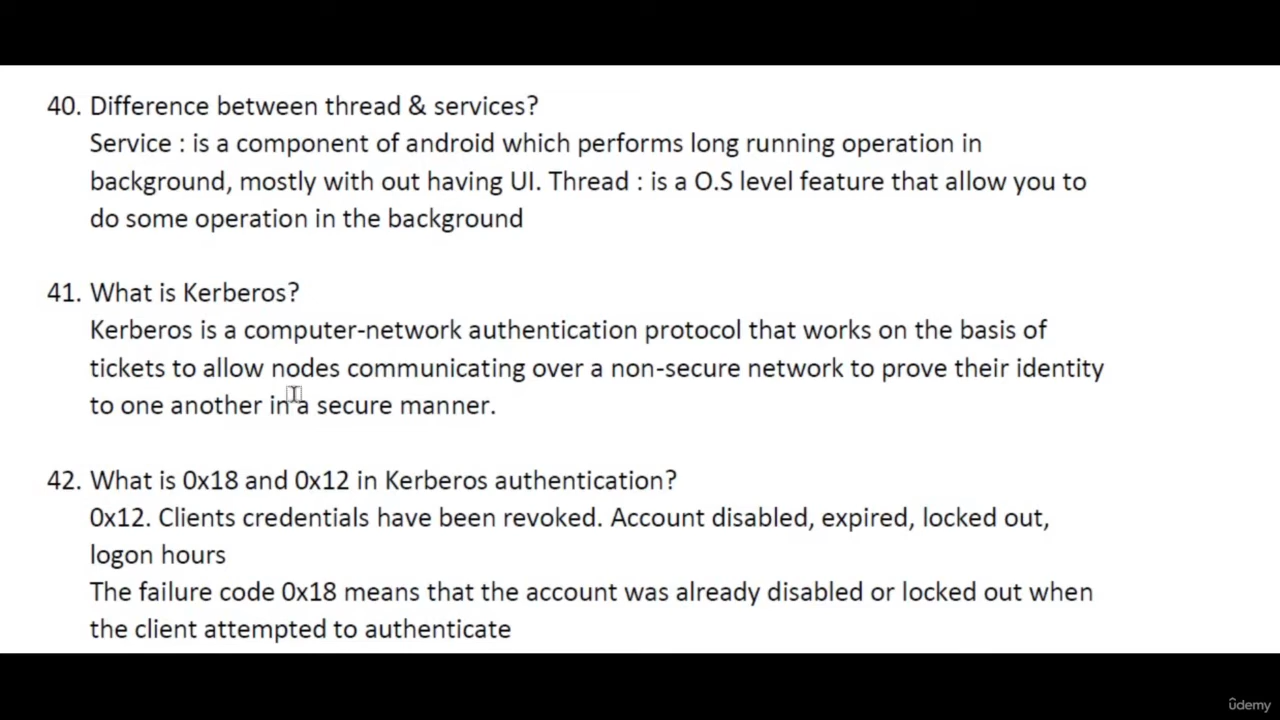 40. Difference between thread & services?
Service : is a component of android which performs long running operation in
background, mostly with out having UI. Thread : is a O.S level feature that allow you to
do some operation in the background
41. What is Kerberos?
Kerberos is a computer-network authentication protocol that works on the basis of
tickets to allow nodes communicating over a non-secure network to prove their identity
to one another in a secure manner.
42. What is 0x18 and 0x12 in Kerberos authentication?
0x12. Clients credentials have been revoked. Account disabled, expired, locked out,
logon hours
The failure code 0x18 means that the account was already disabled or locked out when
the client attempted to authenticate
ûdemy